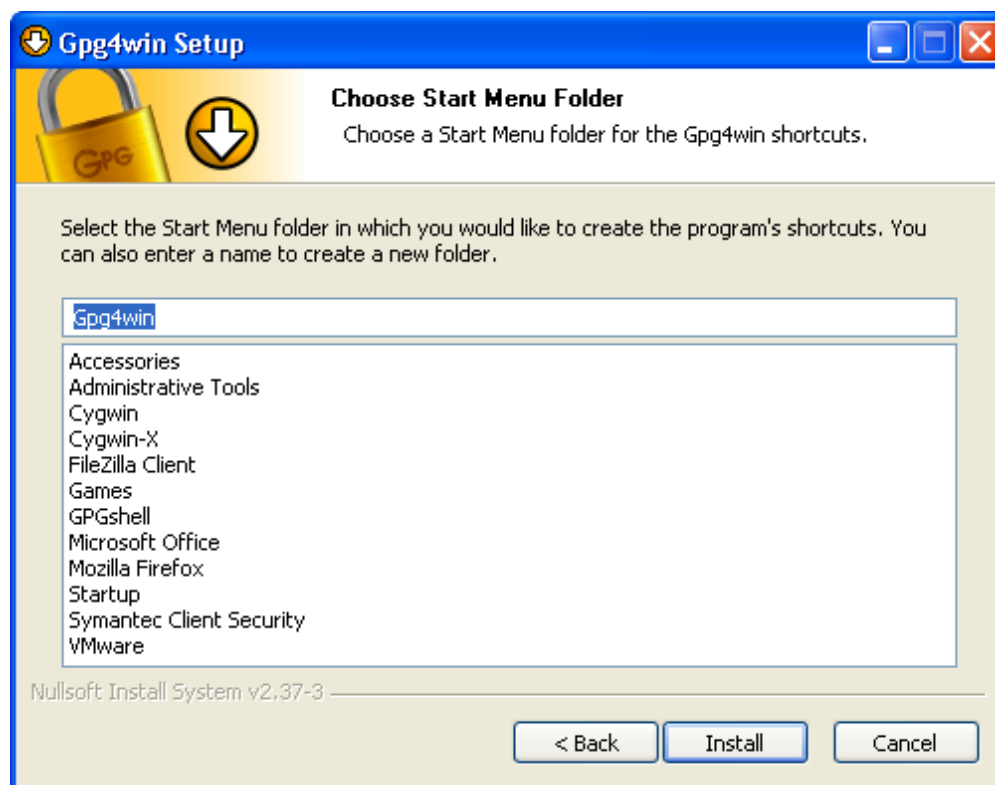 Gpg4win Setup
GPG
Choose Start Menu Folder
Choose a Start Menu folder for the Gpg4win shortcuts.
Select the Start Menu folder in which you would like to create the program's shortcuts. You
can also enter a name to create a new folder.
Gpg4win
Accessories
Administrative Tools
Cygwin
Cygwin-X
FileZilla Client
Games
GPGshell
Microsoft Office
Mozilla Firefox
Startup
Symantec Client Security
VMware
Nullsoft Install System v2.37-3
< Back Install Cancel